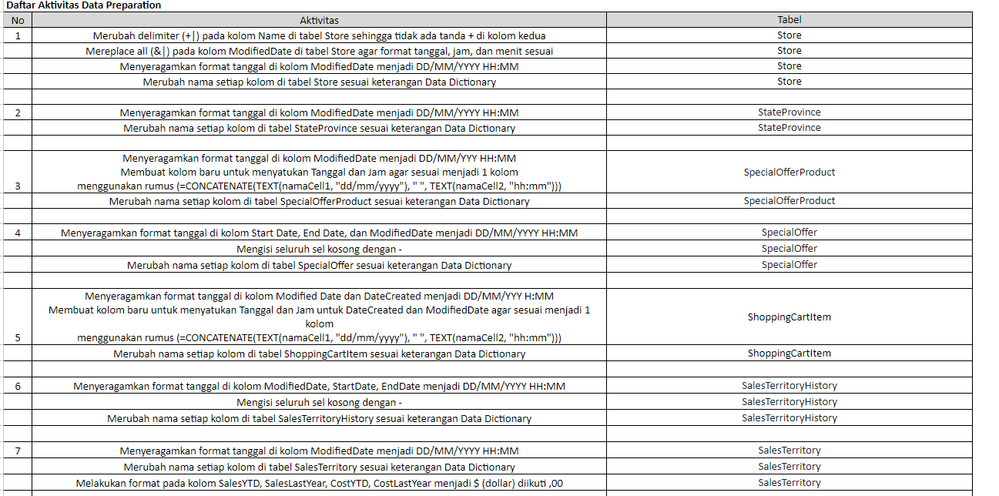 Daftar Aktivitas Data Preparation
No Aktivitas Tabel
1 Merubah delimiter (+|) pada kolom Name di tabel Store sehingga tidak ada tanda + di kolom kedua Store
Mereplace all (&|) pada kolom ModifiedDate di tabel Store agar format tanggal, jam, dan menit sesuai Store
Menyeragamkan format tanggal di kolom ModifiedDate menjadi DD/MM/YYYY HH:MM Store
Merubah nama setiap kolom di tabel Store sesuai keterangan Data Dictionary Store
2 Menyeragamkan format tanggal di kolom ModifiedDate menjadi DD/MM/YYYY HH:MM StateProvince
Merubah nama setiap kolom di tabel StateProvince sesuai keterangan Data Dictionary StateProvince
Menyeragamkan format tanggal di kolom ModifiedDate menjadi DD/MM/YYY HH:MM
Membuat kolom baru untuk menyatukan Tanggal dan Jam agar sesuai menjadi 1 kolom SpecialOfferProduct
3 menggunakan rumus (=CONCATENATE(TEXT(namaCell1, "dd/mm/yyyy"), " ", TEXT(namaCell2, "hh:mm")))
Merubah nama setiap kolom di tabel SpecialOfferProduct sesuai keterangan Data Dictionary SpecialOfferProduct
4 Menyeragamkan format tanggal di kolom Start Date, End Date, dan ModifiedDate menjadi DD/MM/YYYY HH:MM SpecialOffer
Mengisi seluruh sel kosong dengan - SpecialOffer
Merubah nama setiap kolom di tabel SpecialOffer sesuai keterangan Data Dictionary SpecialOffer
Menyeragamkan format tanggal di kolom Modified Date dan DateCreated menjadi DD/MM/YYY H:MM
Membuat kolom baru untuk menyatukan Tanggal dan Jam untuk DateCreated dan ModifiedDate agar sesuai menjadi 1
kolom ShoppingCartItem
5 menggunakan rumus (=CONCATENATE(TEXT(namaCell1, "dd/mm/yyyy"), " ", TEXT(namaCell2, "hh:mm")))
Merubah nama setiap kolom di tabel ShoppingCartItem sesuai keterangan Data Dictionary ShoppingCartItem
6 Menyeragamkan format tanggal di kolom ModifiedDate, StartDate, EndDate menjadi DD/MM/YYYY HH:MM SalesTerritoryHistory
Mengisi seluruh sel kosong dengan - SalesTerritoryHistory
Merubah nama setiap kolom di tabel SalesTerritoryHistory sesuai keterangan Data Dictionary SalesTerritoryHistory
7 Menyeragamkan format tanggal di kolom ModifiedDate menjadi DD/MM/YYYY HH:MM SalesTerritory
Merubah nama setiap kolom di tabel SalesTerritory sesuai keterangan Data Dictionary SalesTerritory
Melakukan format pada kolom SalesYTD, SalesLastYear, CostYTD, CostLastYear menjadi $ (dollar) diikuti ,00 SalesTerritory